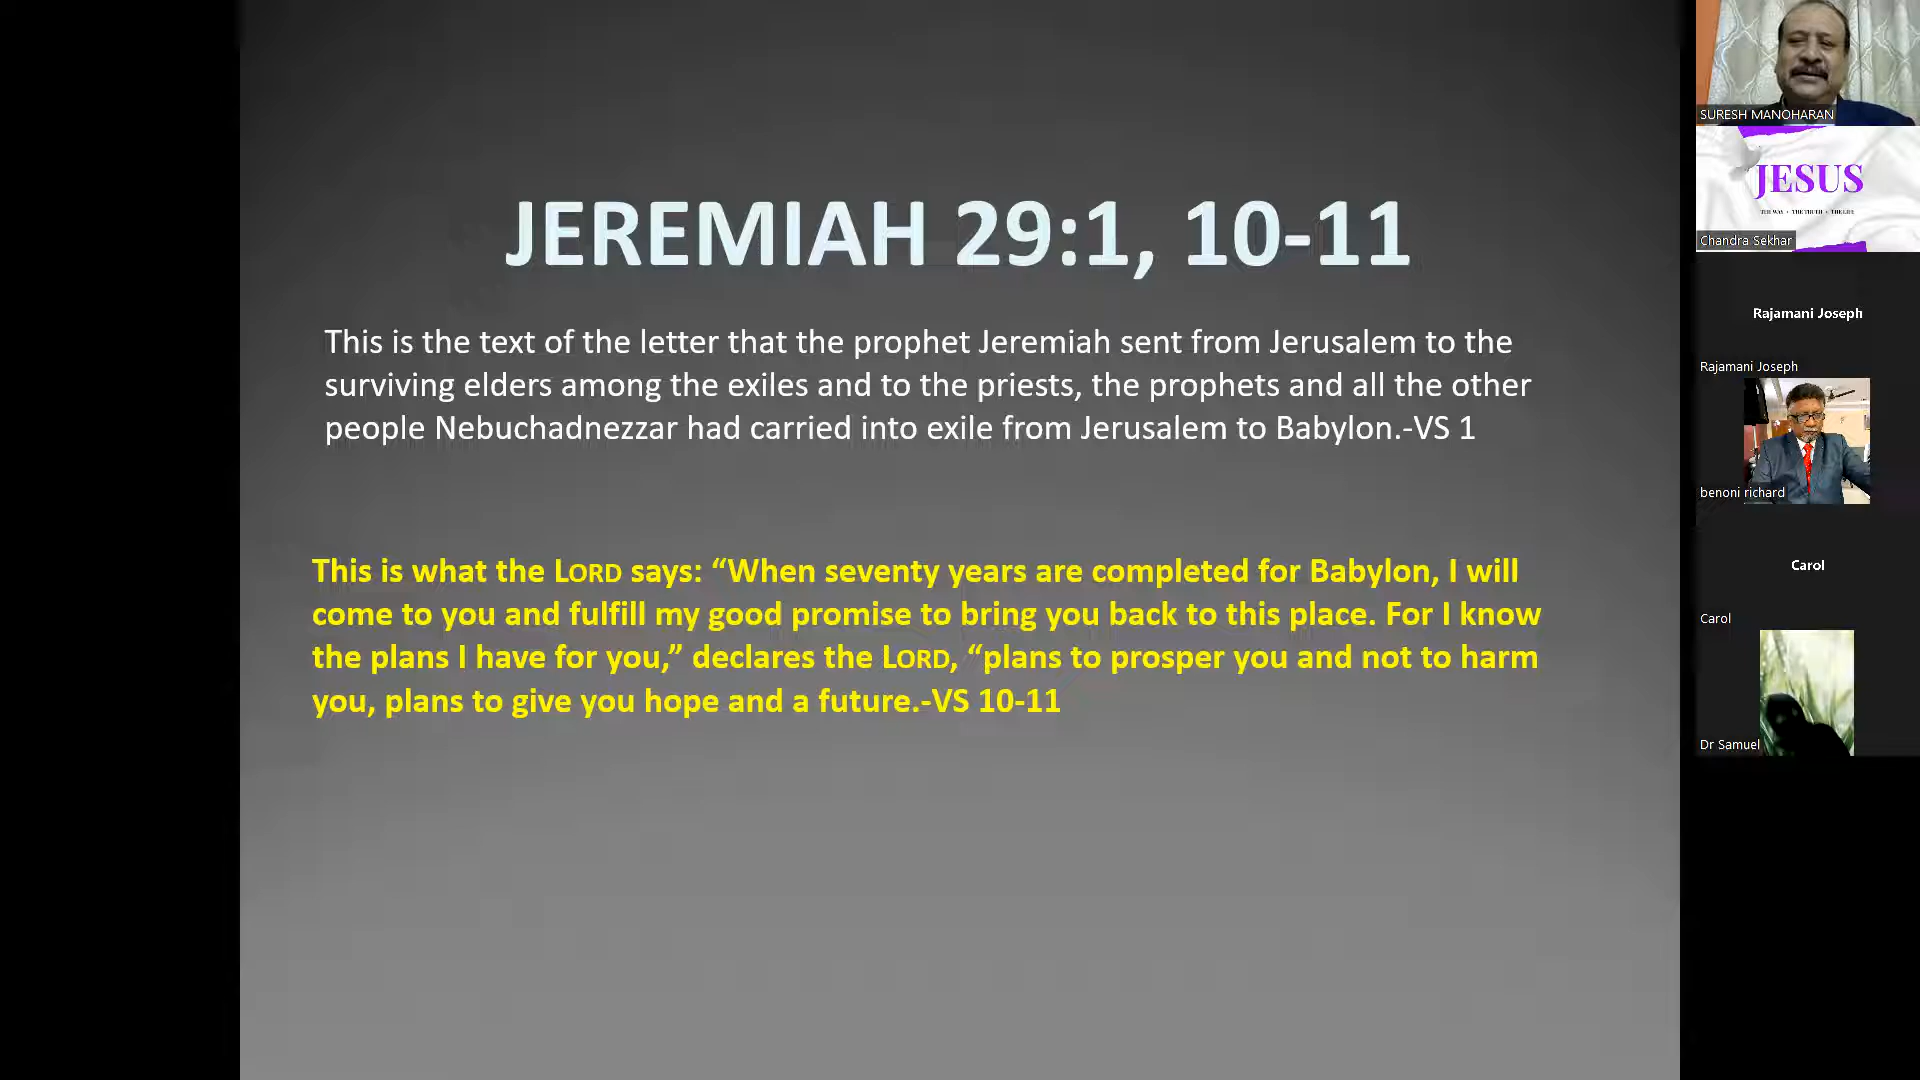 JEREMIAH 29:1, 10-11
This is the text of the letter that the prophet Jeremiah sent from Jerusalem to the
surviving elders among the exiles and to the priests, the prophets and all the other
people Nebuchadnezzar had carried into exile from Jerusalem to Babylon.-VS 1
This is what the LORD says: “When seventy years are completed for Babylon, I will
come to you and fulfill my good promise to bring you back to this place. For I know
the plans I have for you,” declares the LORD, “plans to prosper you and not to harm
you, plans to give you hope and a future.-VS 10-11
SURESH MANOHARAN
JESUS
THE WAY • THE TRUTH • THE LIFE
Chandra Sekhar
Rajamani Joseph
Rajamani Joseph
benoni richard
Carol
Carol
Dr Samuel